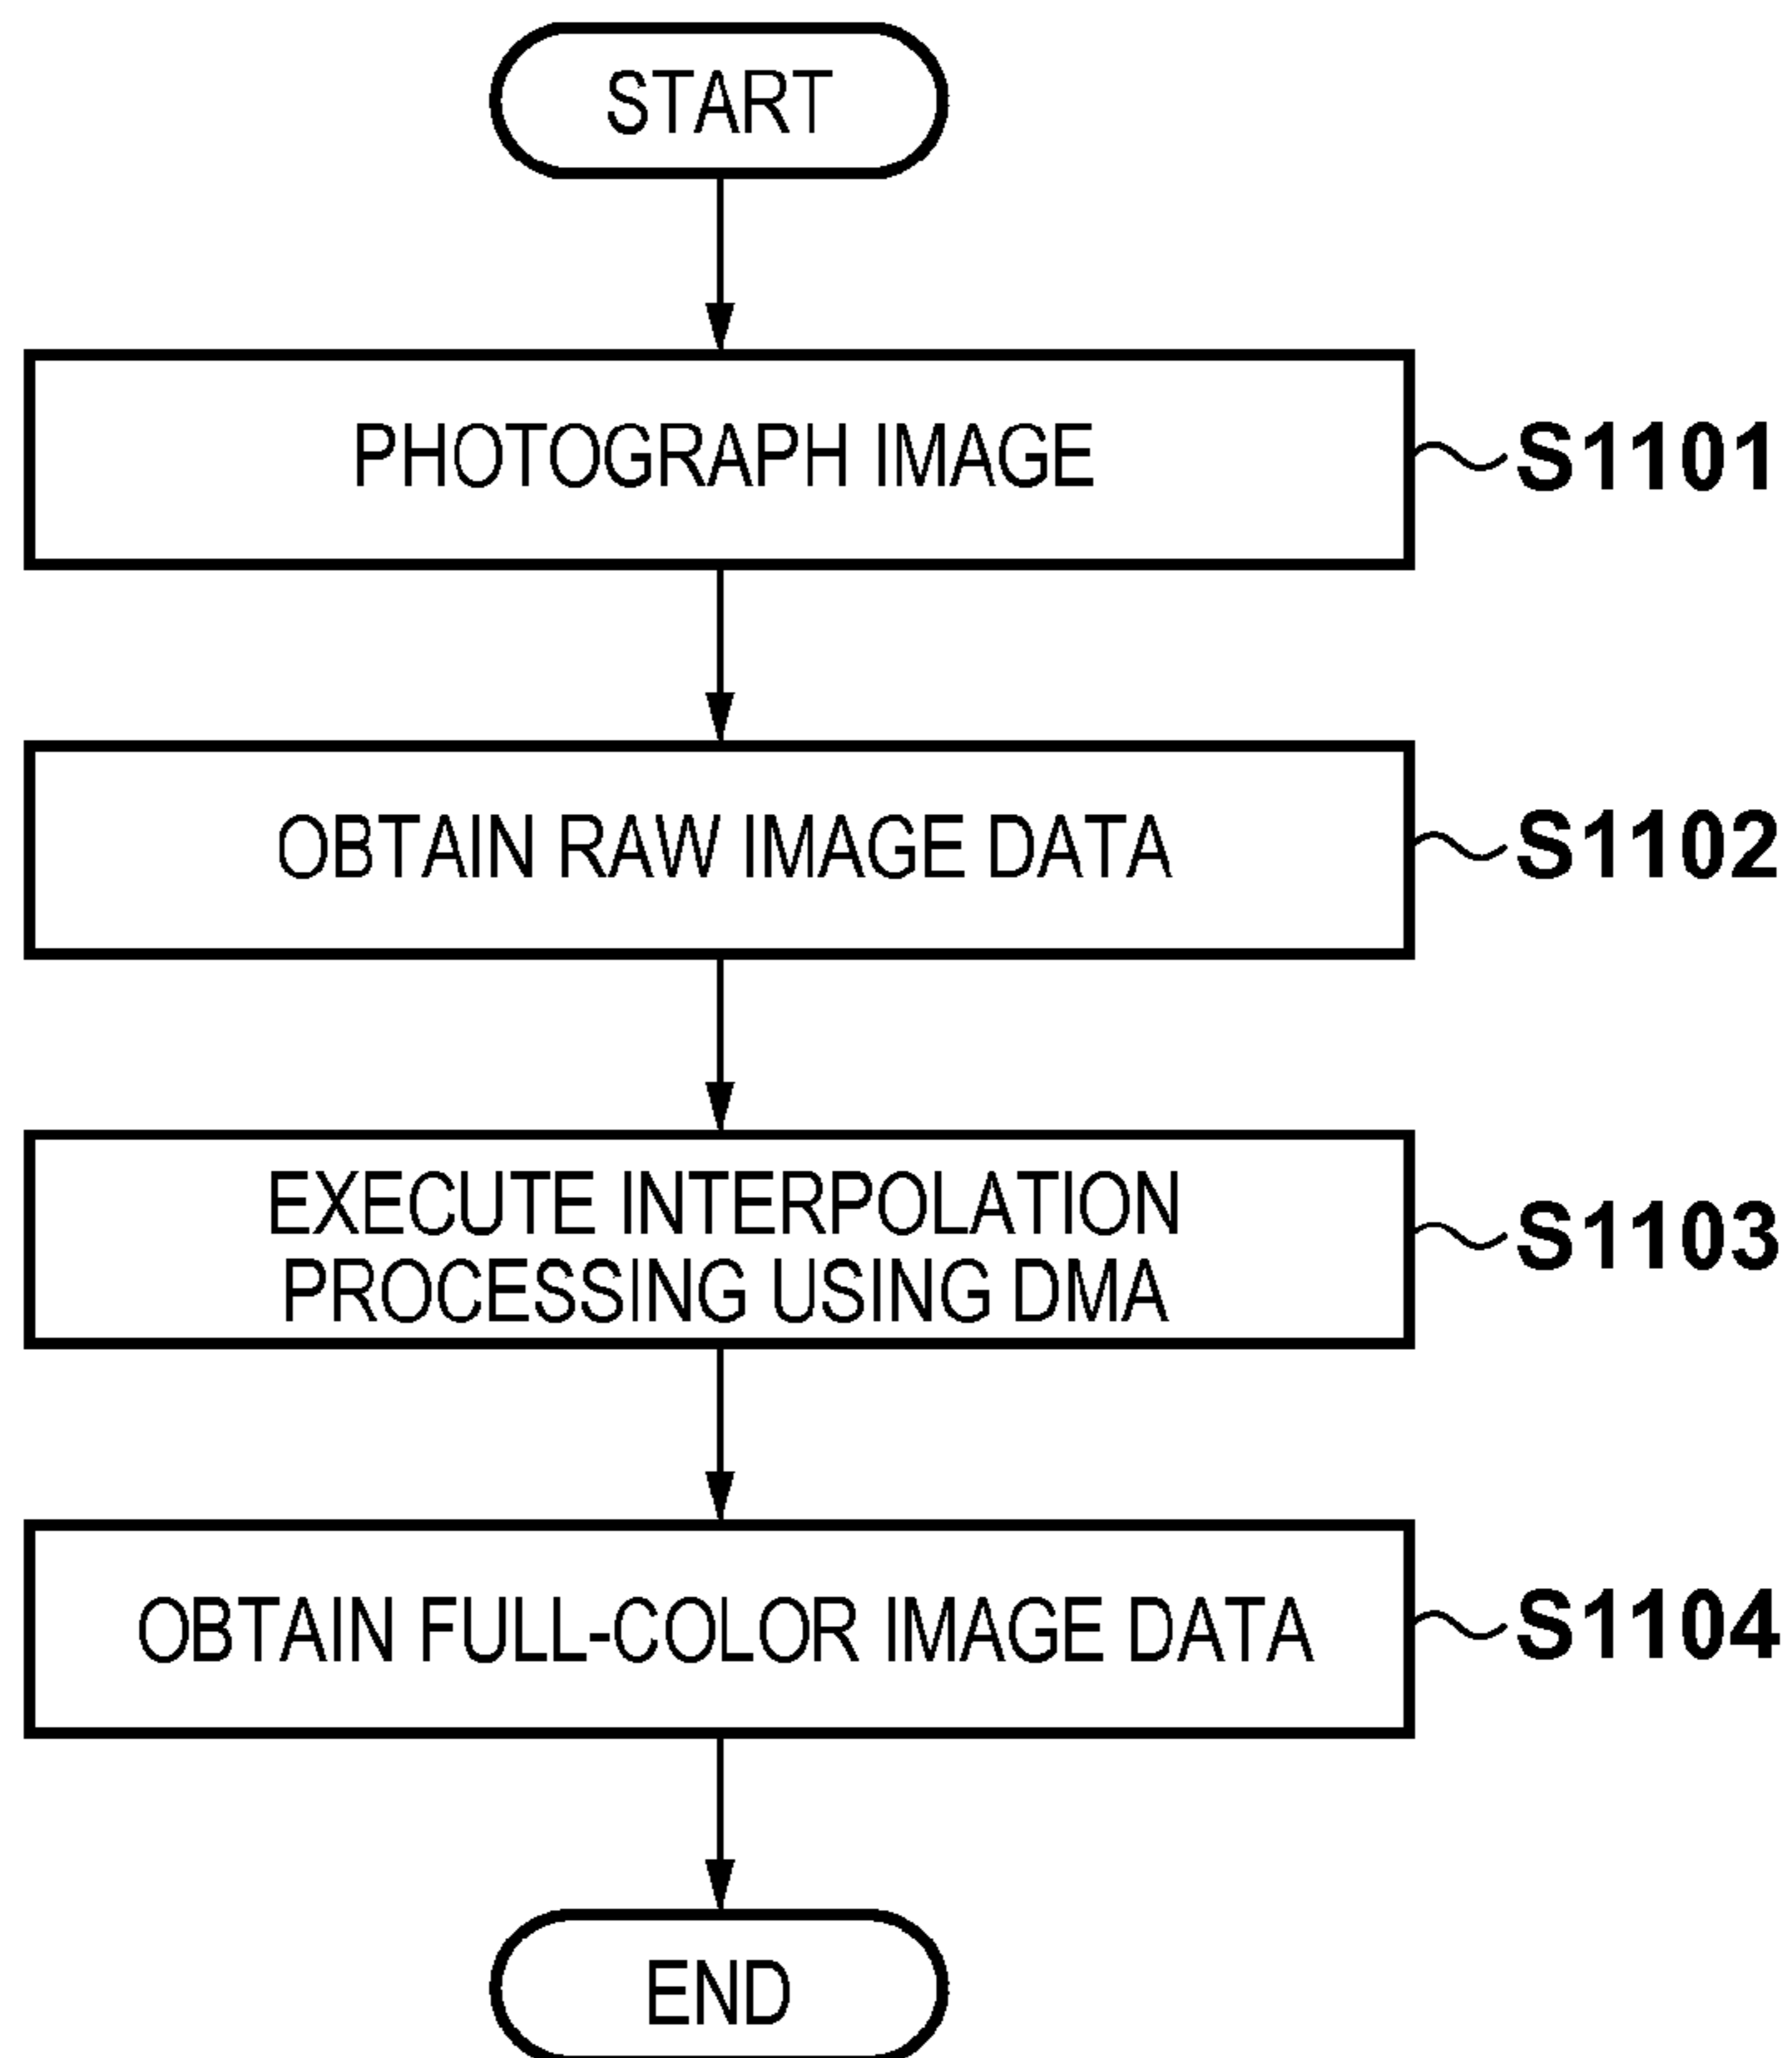 START
PHOTOGRAPH IMAGE
S1101
OBTAIN RAW IMAGE DATA
S1102
EXECUTE INTERPOLATION
PROCESSING USING DMA
S1103
OBTAIN FULL-COLOR IMAGE DATA
S1104
END